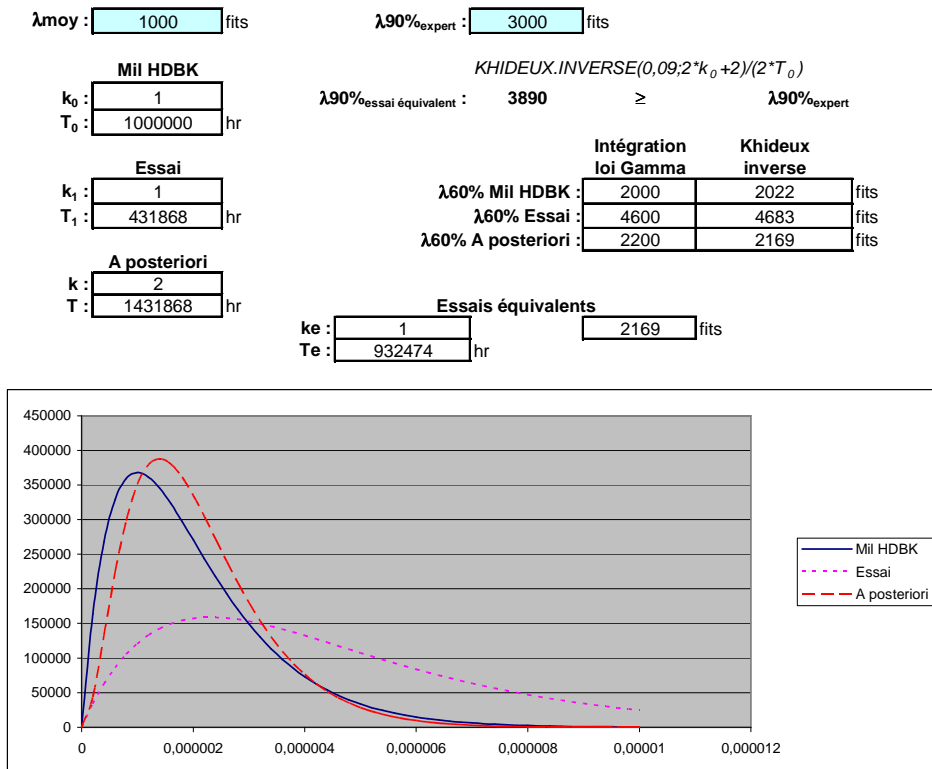 λmoy : 1000 fits λ90%expert : 3000 fits
Mil HDBK KHIDEUX.INVERSE(0,09;2*k0+2)/(2*T0)
k0 : 1 λ90%essai équivalent : 3890 ≥ λ90%expert
T0 : 1000000 hr
Intégration loi Gamma Khideux inverse
Essai
k1 : 1 λ60% Mil HDBK : 2000 2022 fits
T1 : 431868 hr λ60% Essai : 4600 4683 fits
λ60% A posteriori : 2200 2169 fits
A posteriori
k : 2
T : 1431868 hr Essais équivalents
ke : 1 2169 fits
Te : 932474 hr
450000
400000
350000
300000
250000
200000
150000
100000
50000
0
0 0,000002 0,000004 0,000006 0,000008 0,00001 0,000012
Mil HDBK
Essai
A posteriori